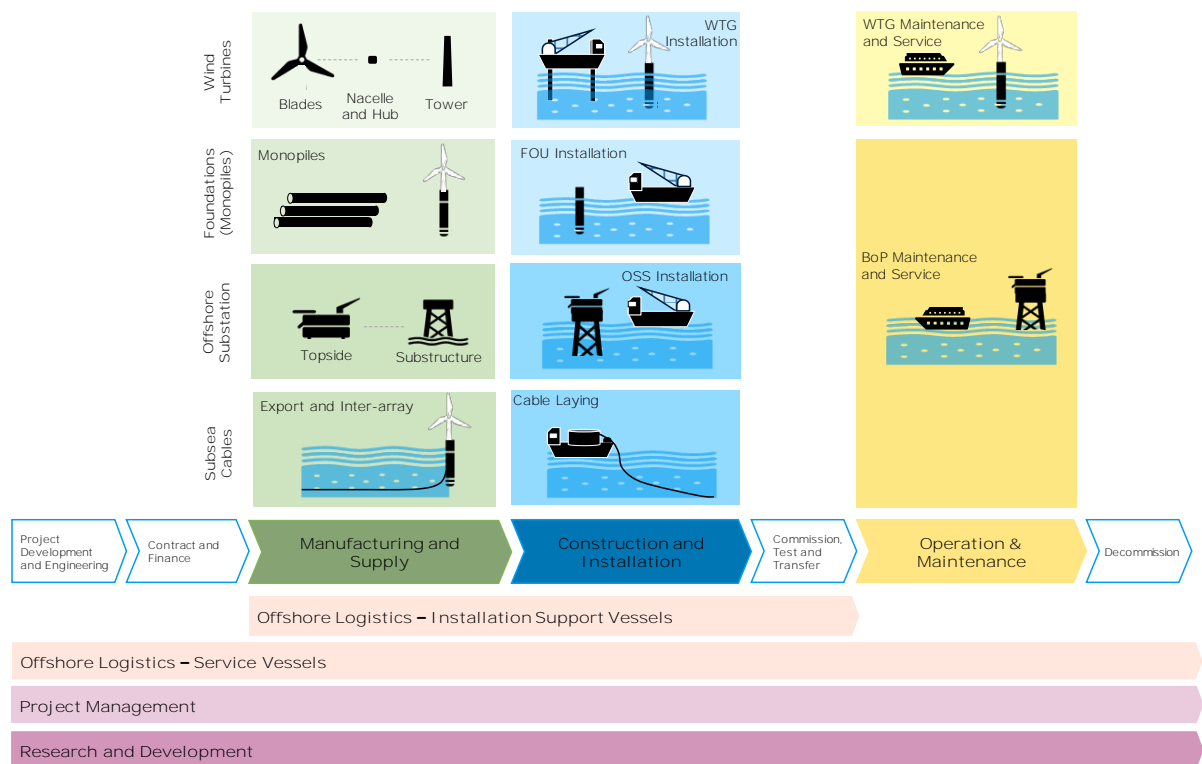 Wind
Turbines
Blades
Nacelle
and Hub
Tower
WTG
Installation
WTG Maintenance
and Service
Foundations
(Monopiles)
Monopiles
FOU Installation
Offshore
Substation
Topside
Substructure
OSS Installation
BoP Maintenance
and Service
Subsea
Cables
Export and Inter-array
Cable Laying
Project
Development
and Engineering
Contract and
Finance
Manufacturing and
Supply
Construction and
Installation
Commission,
Test and
Transfer
Operation &
Maintenance
Decommission
Offshore Logistics – Installation Support Vessels
Offshore Logistics – Service Vessels
Project Management
Research and Development